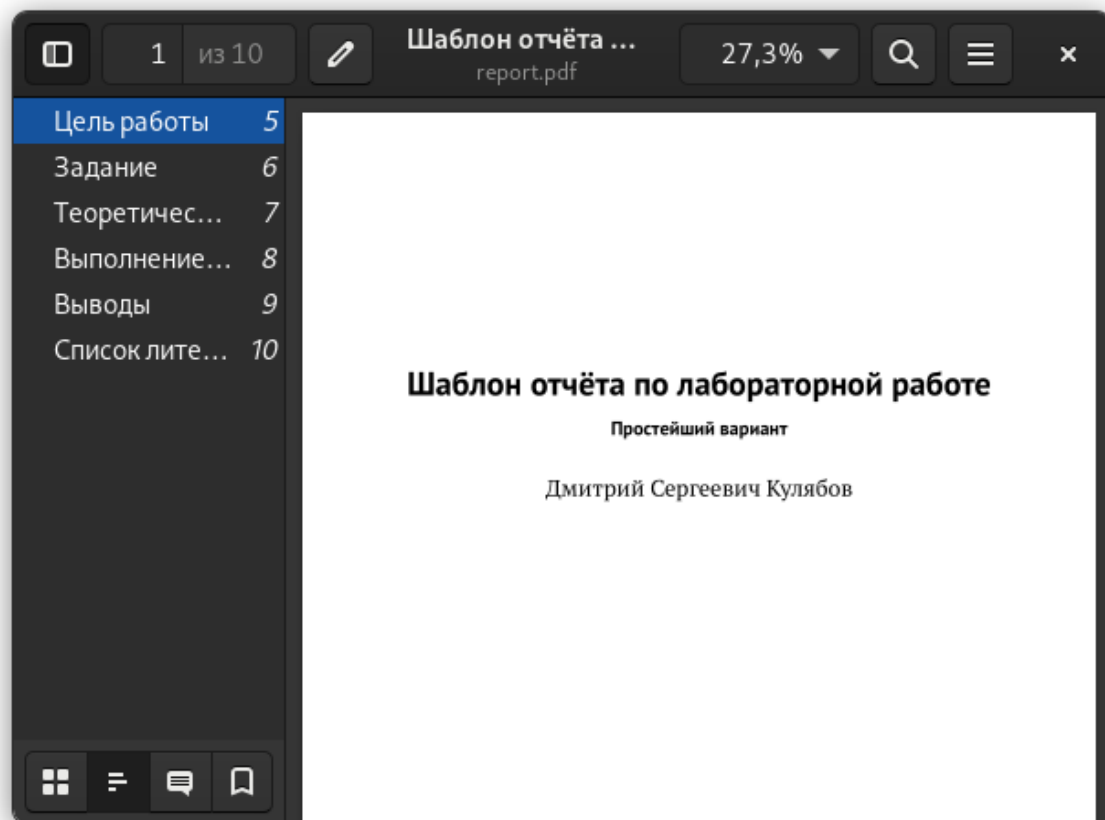 1 из 10
Шаблон отчёта ...
report.pdf
27,3%
Цель работы 5
Задание 6
Теоретичес... 7
Выполнение... 8
Выводы 9
Список лите... 10
Шаблон отчёта по лабораторной работе
Простейший вариант
Дмитрий Сергеевич Кулябов